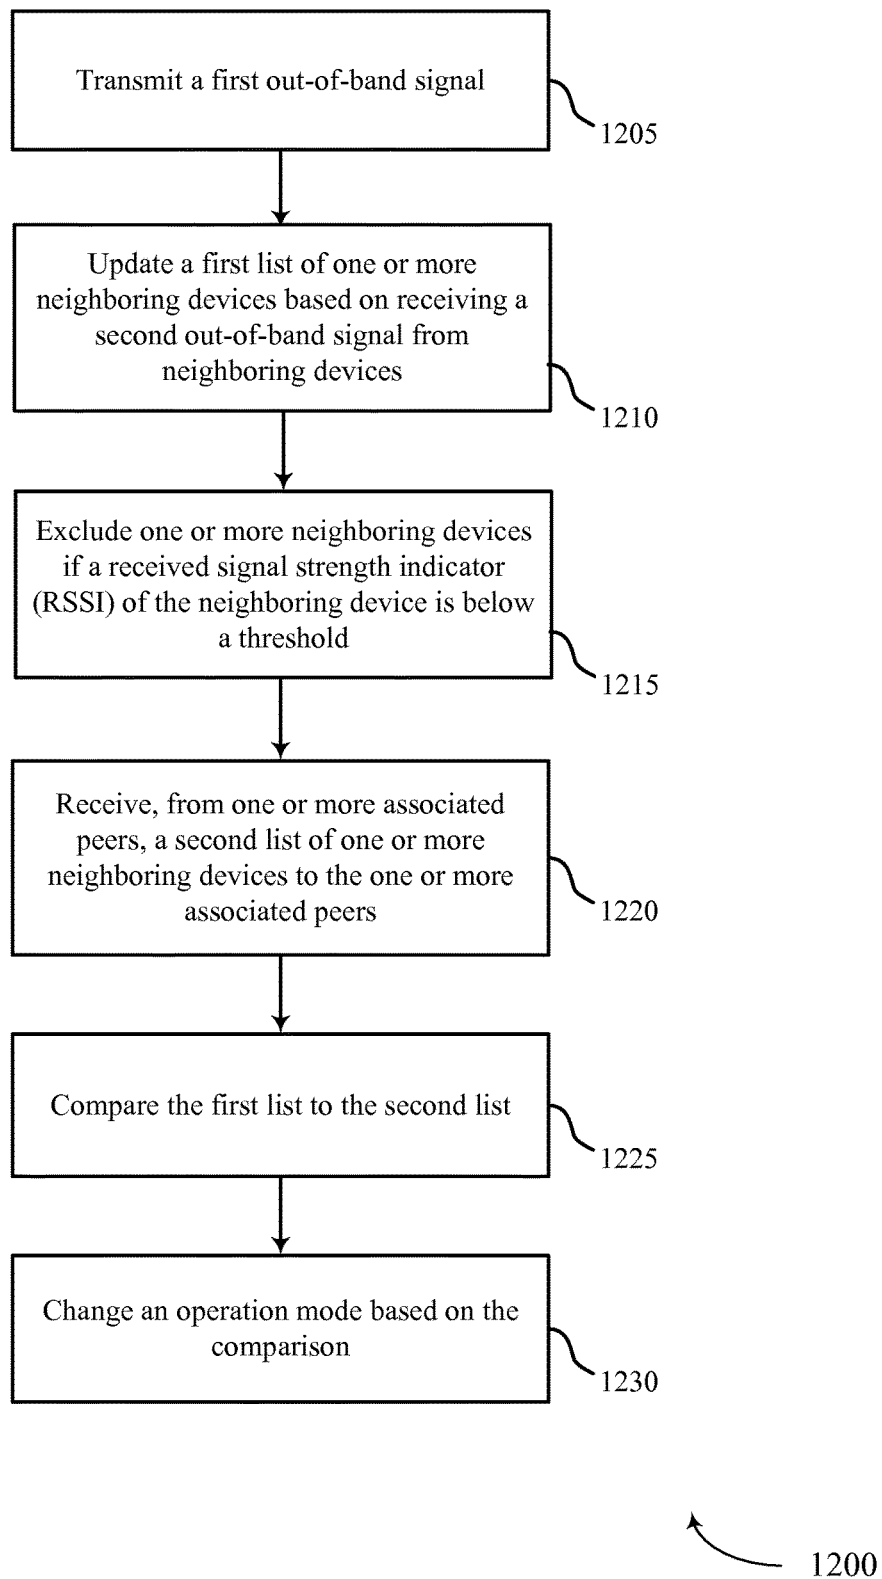 Transmit a first out-of-band signal
1205
Update a first list of one or more
neighboring devices based on receiving a
second out-of-band signal from
neighboring devices
1210
Exclude one or more neighboring devices
if a received signal strength indicator
(RSSI) of the neighboring device is below
a threshold
1215
Receive, from one or more associated
peers, a second list of one or more
neighboring devices to the one or more
associated peers
1220
Compare the first list to the second list
1225
Change an operation mode based on the
comparison
1230
1200